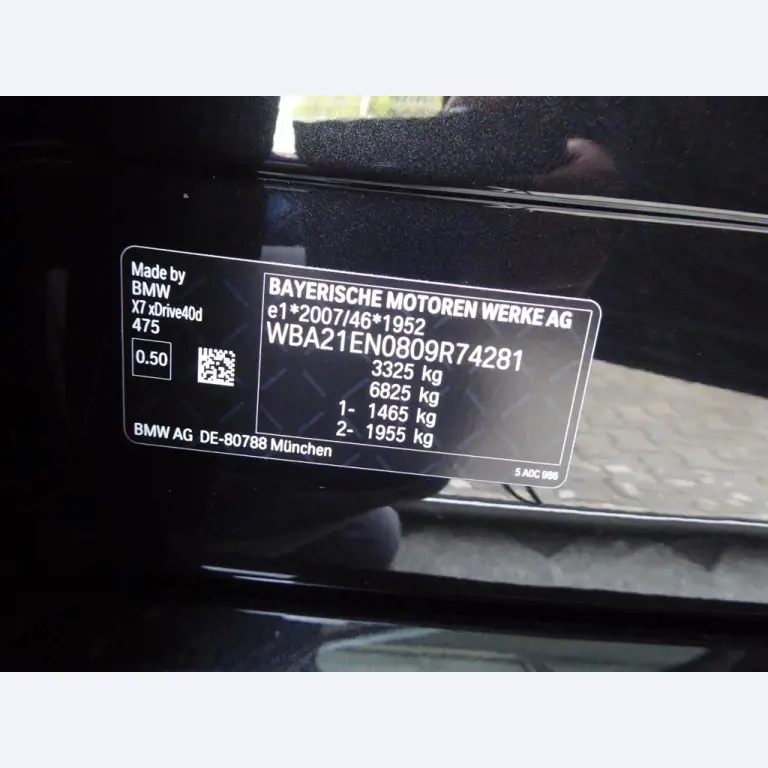 Made by
BMW
X7 xDrive40d
475
0.50
BMW AG DE-80788 München
BAYERISCHE MOTOREN WERKE AG
e1*2007/46*1952
WBA21EN0809R74281
3325 kg
6825 kg
1- 1465 kg
2- 1955 kg
5 A0C 986